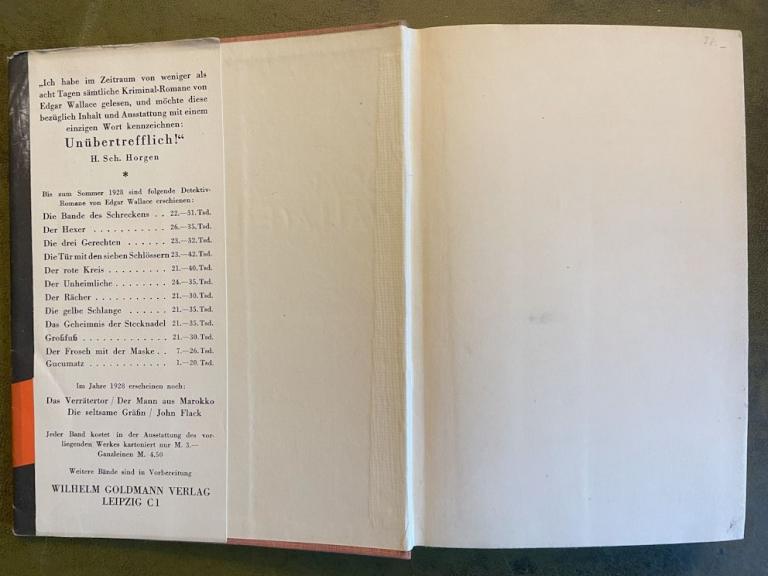 „Ich habe im Zeitraum von weniger als
acht Tagen sämtliche Kriminal-Romane von
Edgar Wallace gelesen, und möchte diese
bezüglich Inhalt und Ausstattung mit einem
einzigen Wort kennzeichnen:
Unübertrefflich!“
H. Sch. Horgen
*
Bis zum Sommer 1928 sind folgende Detektiv-
Romane von Edgar Wallace erschienen:
Die Bande des Schreckens . . 22.—31. Tsd.
Der Hexer . . . . . . . . . . . 26.—35. Tsd.
Die drei Gerechten . . . . . . 23.—32. Tsd.
Die Tür mit den sieben Schlössern 23.—42. Tsd.
Der rote Kreis . . . . . . . . . 21.—40. Tsd.
Der Unheimliche . . . . . . . . 24.—35. Tsd.
Der Rächer . . . . . . . . . . . 21.—30. Tsd.
Die gelbe Schlange . . . . . . 21.—35. Tsd.
Das Geheimnis der Stecknadel 21.—35. Tsd.
Großfuß . . . . . . . . . . . . 21.—30. Tsd.
Der Frosch mit der Maske . . 7.—26. Tsd.
Gucumatz . . . . . . . . . . . 1.—20. Tsd.
Im Jahre 1928 erscheinen noch:
Das Verrätertor / Der Mann aus Marokko
Die seltsame Gräfin / John Flack
Jeder Band kostet in der Ausstattung des vor-
liegenden Werkes kartoniert nur M. 3.—
Ganzleinen M. 4.50
Weitere Bände sind in Vorbereitung
WILHELM GOLDMANN VERLAG
LEIPZIG C1